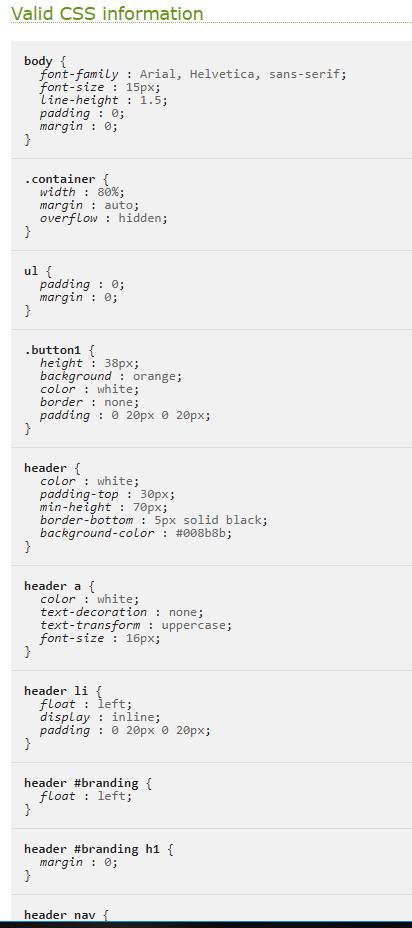 Valid CSS information
body {
font-family : Arial, Helvetica, sans-serif;
font-size : 15px;
line-height : 1.5;
padding : 0;
margin : 0;
}
.container {
width : 80%;
margin : auto;
overflow : hidden;
}
ul {
padding : 0;
margin : 0;
}
.button1 {
height : 38px;
background : orange;
color : white;
border : none;
padding : 0 20px 0 20px;
}
header {
color : white;
padding-top : 30px;
min-height : 70px;
border-bottom : 5px solid black;
background-color : #008b8b;
}
header a {
color : white;
text-decoration : none;
text-transform : uppercase;
font-size : 16px;
}
header li {
float : left;
display : inline;
padding : 0 20px 0 20px;
}
header #branding {
float : left;
}
header #branding h1 {
margin : 0;
}
header nav {